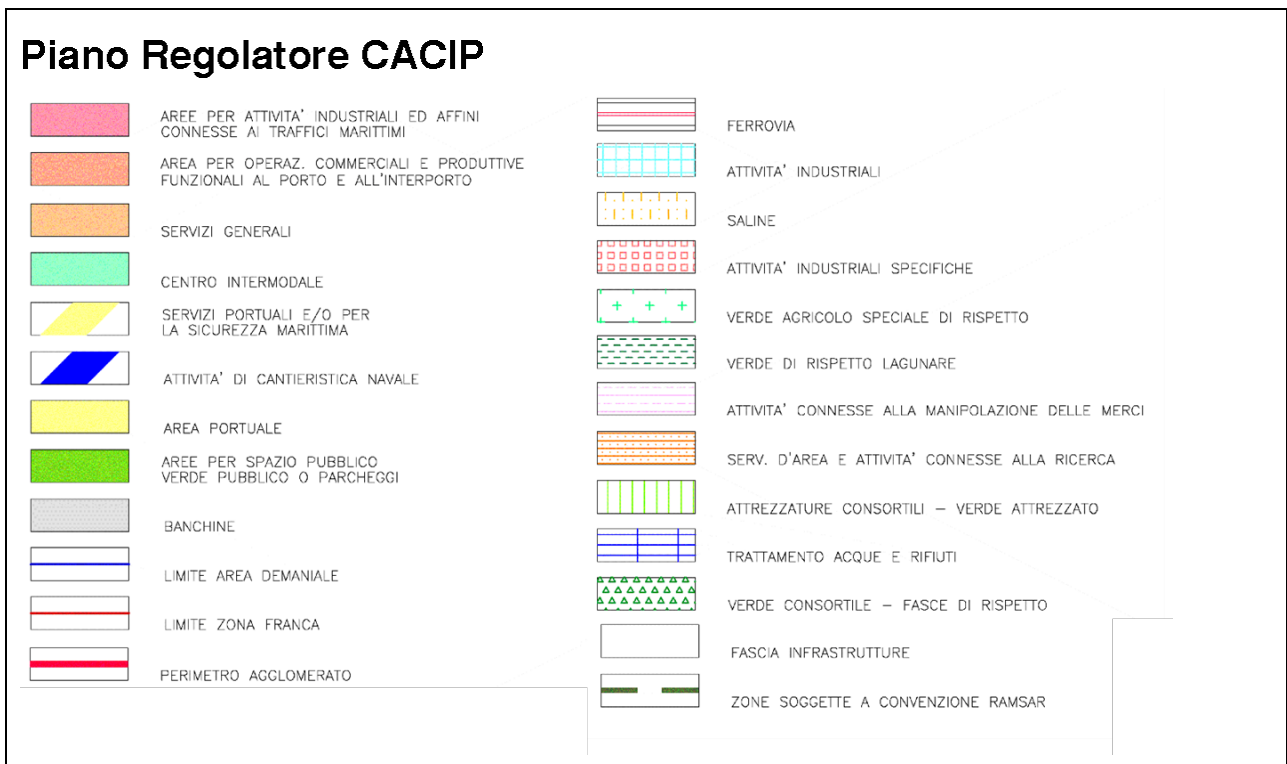 Piano Regolatore CACIP
AREE PER ATTIVITA' INDUSTRIALI ED AFFINI
CONNESSE AI TRAFFICI MARITTIMI
AREA PER OPERAZ. COMMERCIALI E PRODUTTIVE
FUNZIONALI AL PORTO E ALL'INTERPORTO
SERVIZI GENERALI
CENTRO INTERMODALE
SERVIZI PORTUALI E/O PER
LA SICUREZZA MARITTIMA
ATTIVITA' DI CANTIERISTICA NAVALE
AREA PORTUALE
AREE PER SPAZIO PUBBLICO
VERDE PUBBLICO O PARCHEGGI
BANCHINE
LIMITE AREA DEMANIALE
LIMITE ZONA FRANCA
PERIMETRO AGGLOMERATO
FERROVIA
ATTIVITA' INDUSTRIALI
SALINE
ATTIVITA' INDUSTRIALI SPECIFICHE
VERDE AGRICOLO SPECIALE DI RISPETTO
VERDE DI RISPETTO LAGUNARE
ATTIVITA' CONNESSE ALLA MANIPOLAZIONE DELLE MERCI
SERV. D'AREA E ATTIVITA' CONNESSE ALLA RICERCA
ATTREZZATURE CONSORTILI – VERDE ATTREZZATO
TRATTAMENTO ACQUE E RIFIUTI
VERDE CONSORTILE – FASCE DI RISPETTO
FASCIA INFRASTRUTTURE
ZONE SOGGETTE A CONVENZIONE RAMSAR